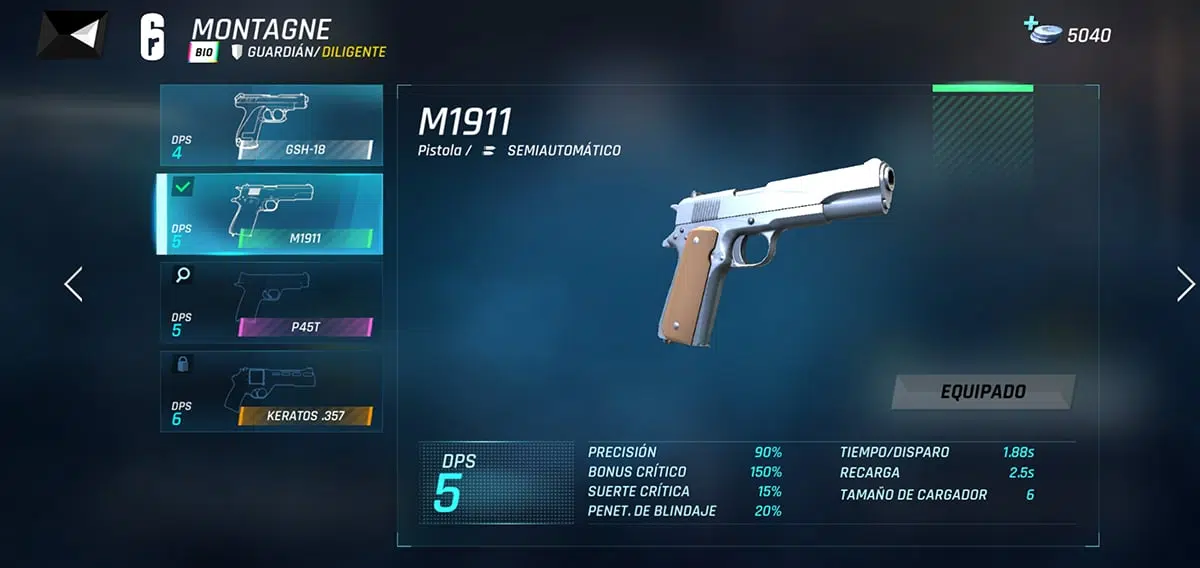 MONTAGNE
BIO GUARDIÁN/DILIGENTE
5040
DPS
4
GSH-18
DPS
5
M1911
DPS
5
P45T
DPS
6
KERATOS .357
M1911
Pistola / SEMIAUTOMÁTICO
EQUIPADO
DPS
5
PRECISIÓN 90%
BONUS CRÍTICO 150%
SUERTE CRÍTICA 15%
PENET. DE BLINDAJE 20%
TIEMPO/DISPARO 1.88s
RECARGA 2.5s
TAMAÑO DE CARGADOR 6